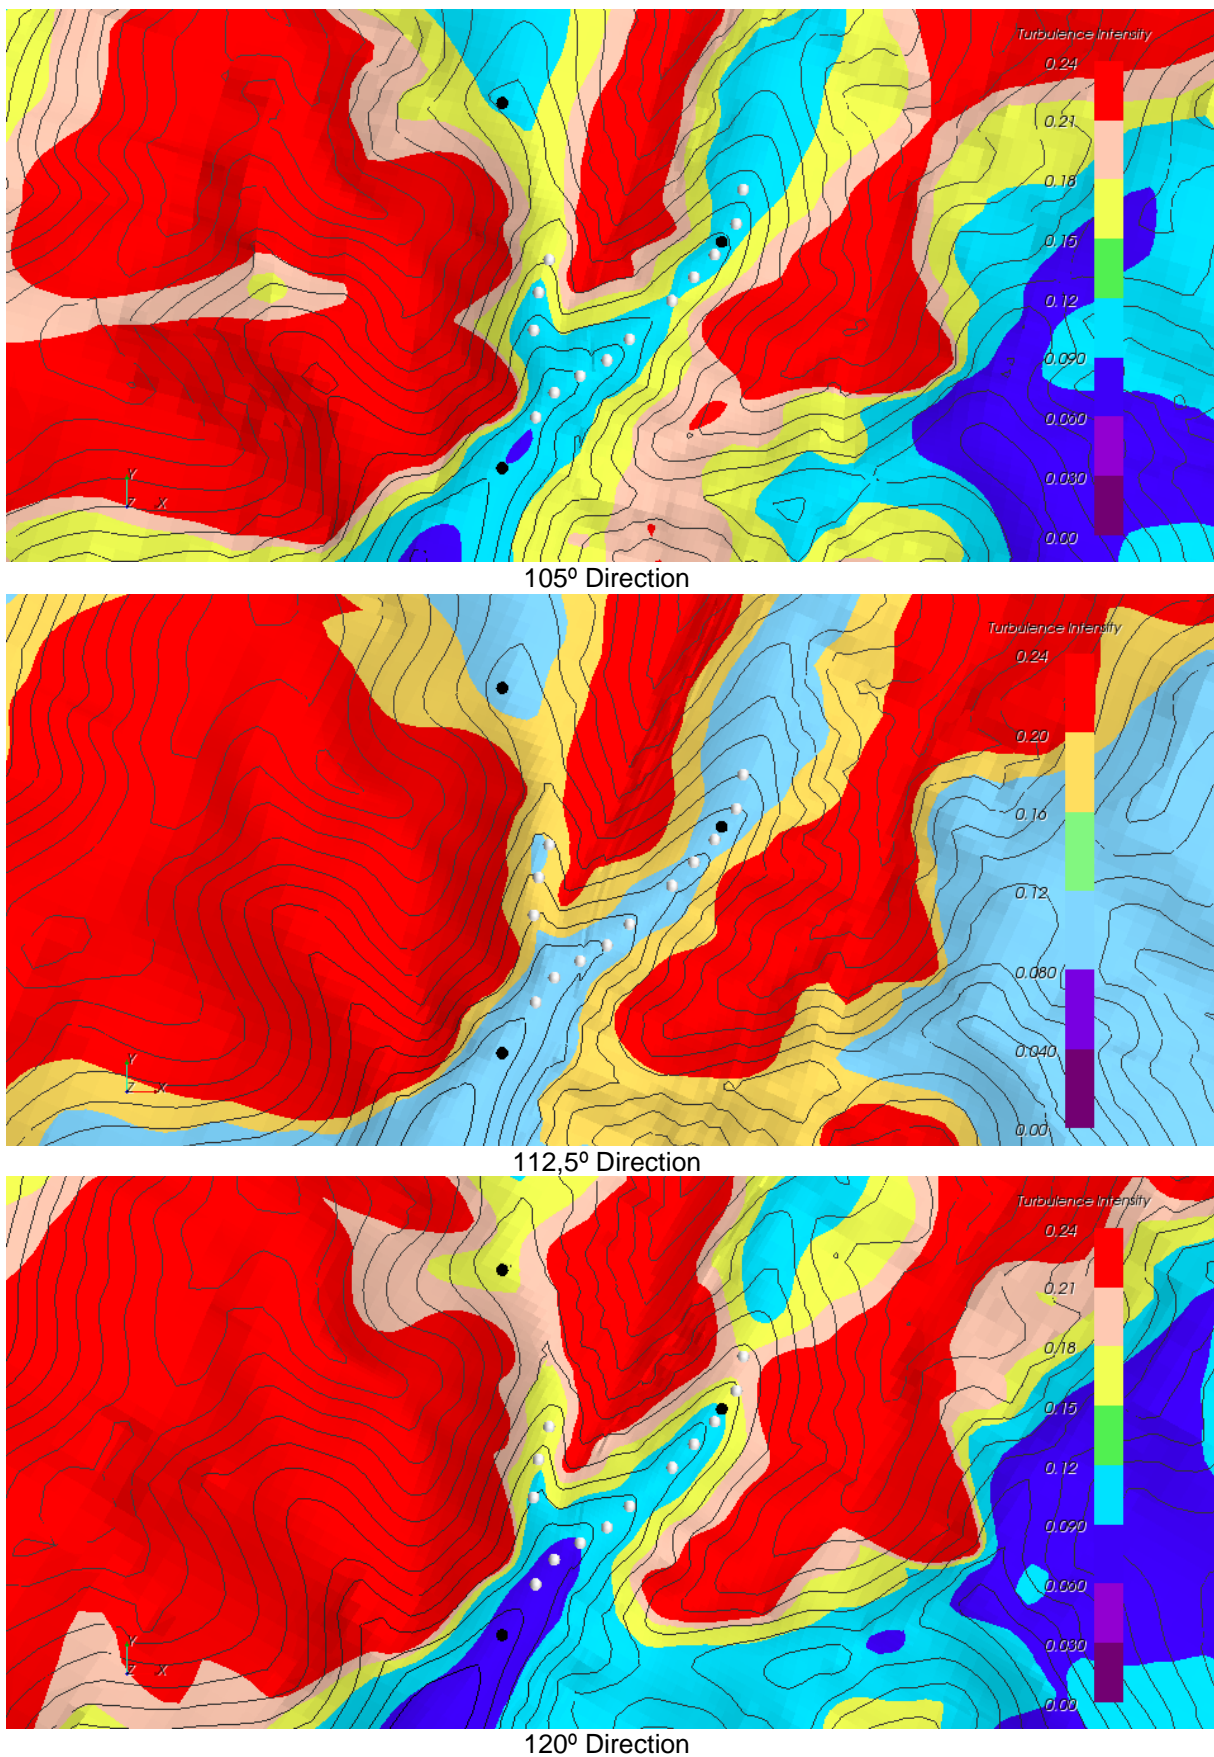 Turbulence Intensity
0.24
0.21
0.18
0.15
0.12
0.090
0.060
0.030
0.00
Y
Z X
105º Direction
Turbulence Intensity
0.24
0.20
0.16
0.12
0.080
0.040
0.00
Y
Z X
112,5º Direction
Turbulence Intensity
0.24
0.21
0.18
0.15
0.12
0.090
0.060
0.030
0.00
Y
Z X
120º Direction